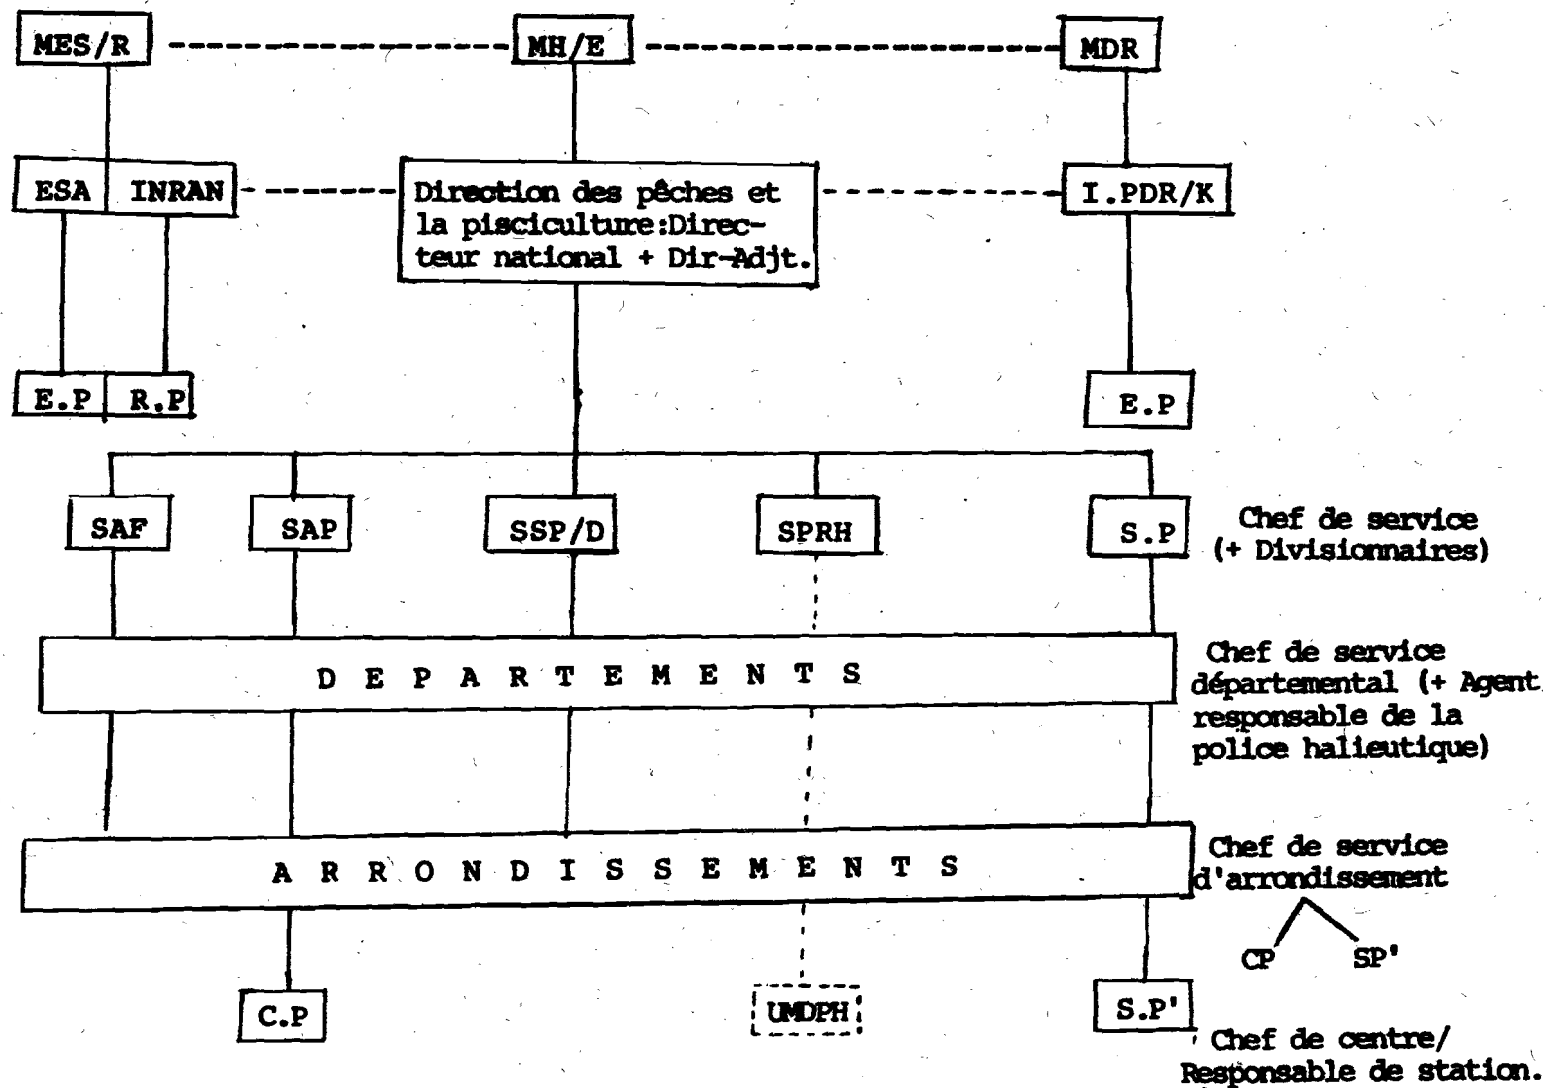 MES/R MH/E MDR
ESA INRAN
Direction des pêches et
la pisciculture:Direc-
teur national + Dir-Adjt.
I.PDR/K
E.P R.P E.P
SAF SAP SSP/D SPRH S.P
Chef de service
(+ Divisionnaires)
DEPARTEMENTS
Chef de service
départemental (+ Agent
responsable de la
police halieutique)
ARRONDISSEMENTS
Chef de service
d'arrondissement
CP SP'
C.P UMDPH S.P'
Chef de centre/
Responsable de station.